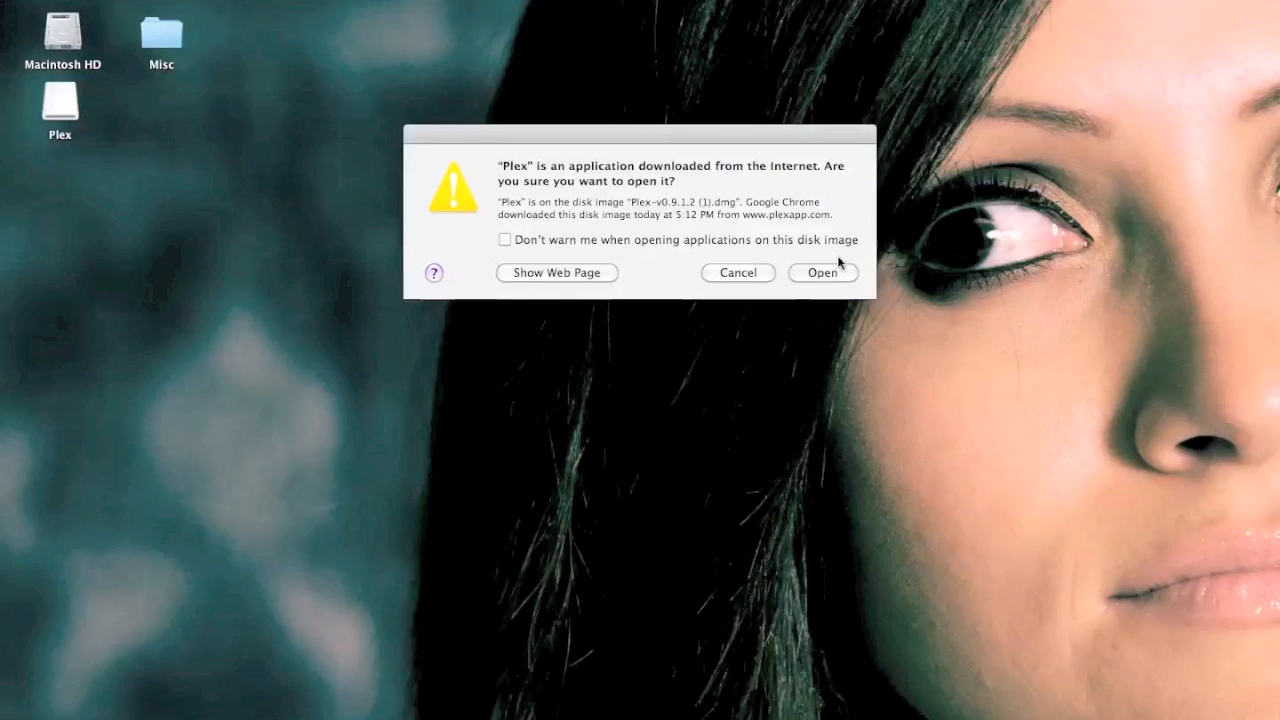 Macintosh HD
Misc
Plex
“Plex” is an application downloaded from the Internet. Are
you sure you want to open it?
“Plex” is on the disk image “Plex-v0.9.1.2 (1).dmg”. Google Chrome
downloaded this disk image today at 5:12 PM from www.plexapp.com.
Don't warn me when opening applications on this disk image
?
Show Web Page
Cancel
Open